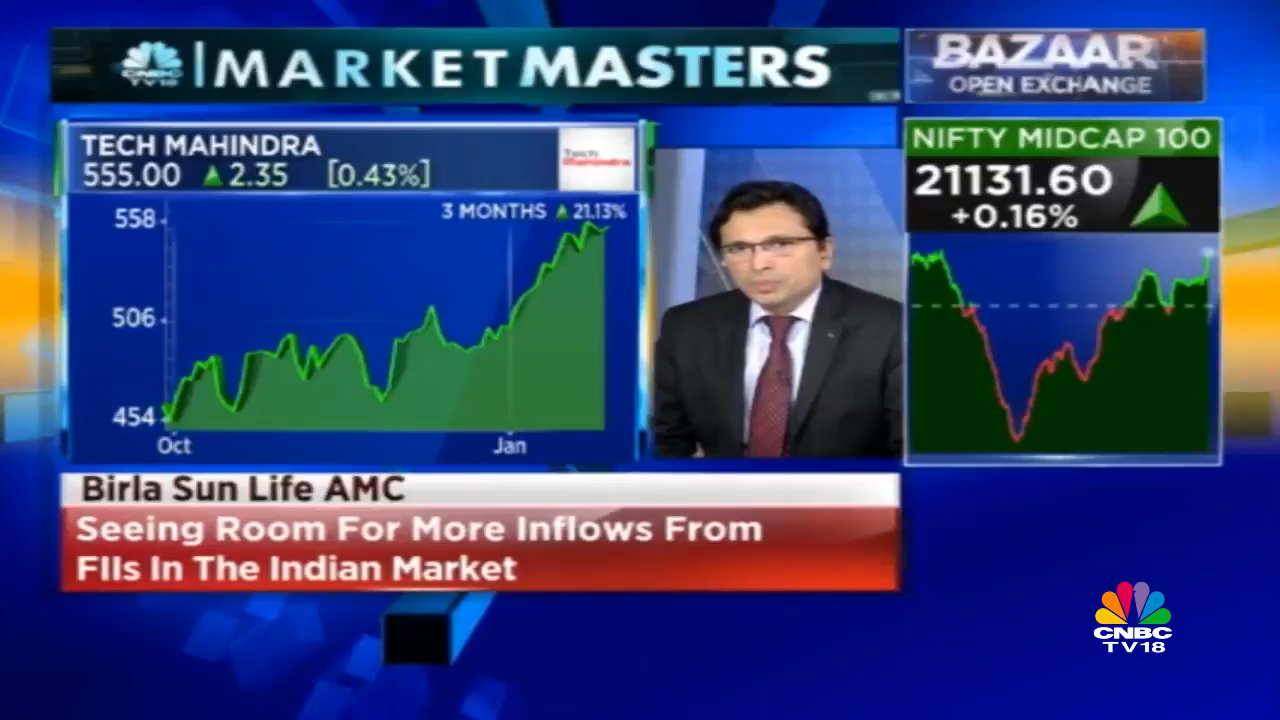 CNBC TV18 | MARKET MASTERS
BAZAAR
OPEN EXCHANGE
TECH MAHINDRA
555.00 ▲ 2.35 [0.43%]
Tech Mahindra
3 MONTHS ▲ 21.13%
558
506
454
Oct Jan
NIFTY MIDCAP 100
21131.60
+0.16%
Birla Sun Life AMC
Seeing Room For More Inflows From
FIIs In The Indian Market
CNBC
TV18